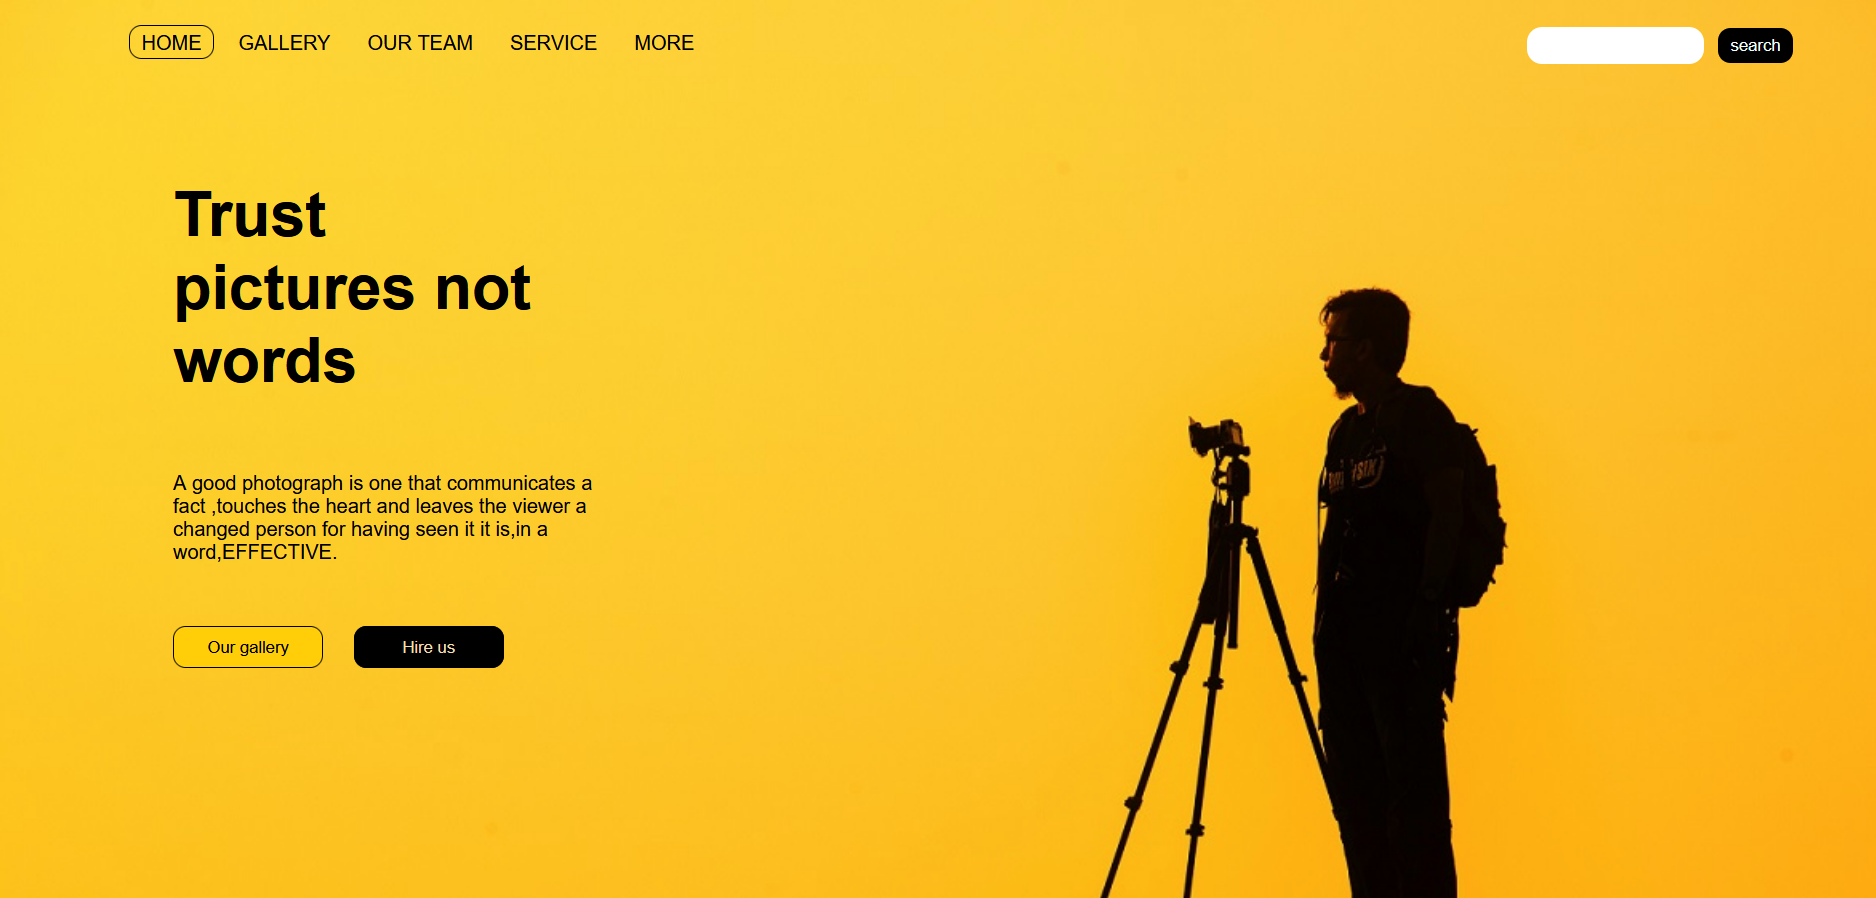 HOME GALLERY OUR TEAM SERVICE MORE search
Trust
pictures not
words
A good photograph is one that communicates a
fact ,touches the heart and leaves the viewer a
changed person for having seen it it is,in a
word,EFFECTIVE.
Our gallery Hire us